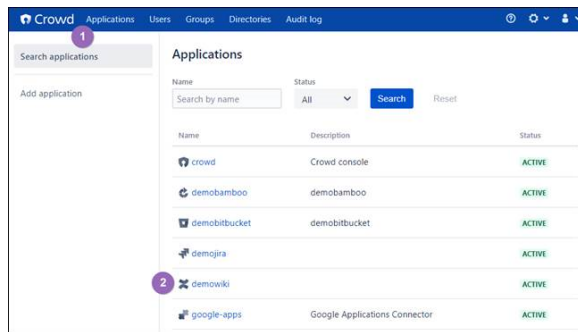 Crowd Applications Users Groups Directories Audit log
1
Search applications
Add application
Applications
Name Status
Search by name All Search Reset
Name Description Status
crowd Crowd console ACTIVE
demobamboo demobamboo ACTIVE
demobitbucket demobitbucket ACTIVE
demojira ACTIVE
2 demowiki ACTIVE
google-apps Google Applications Connector ACTIVE